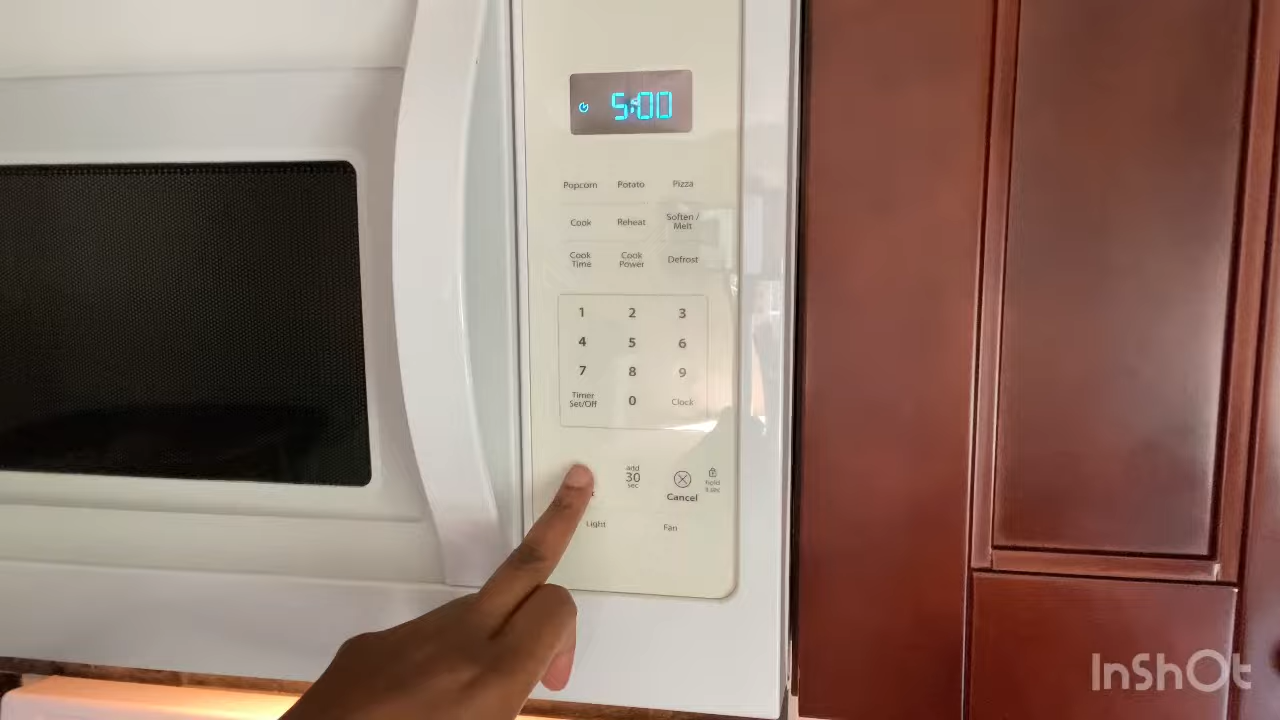 5:00
Popcorn Potato Pizza
Cook Reheat Soften / Melt
Cook Time Cook Power Defrost
1 2 3
4 5 6
7 8 9
Timer Set/Off 0 Clock
add 30 sec
Cancel
hold
Light Fan
InShOt